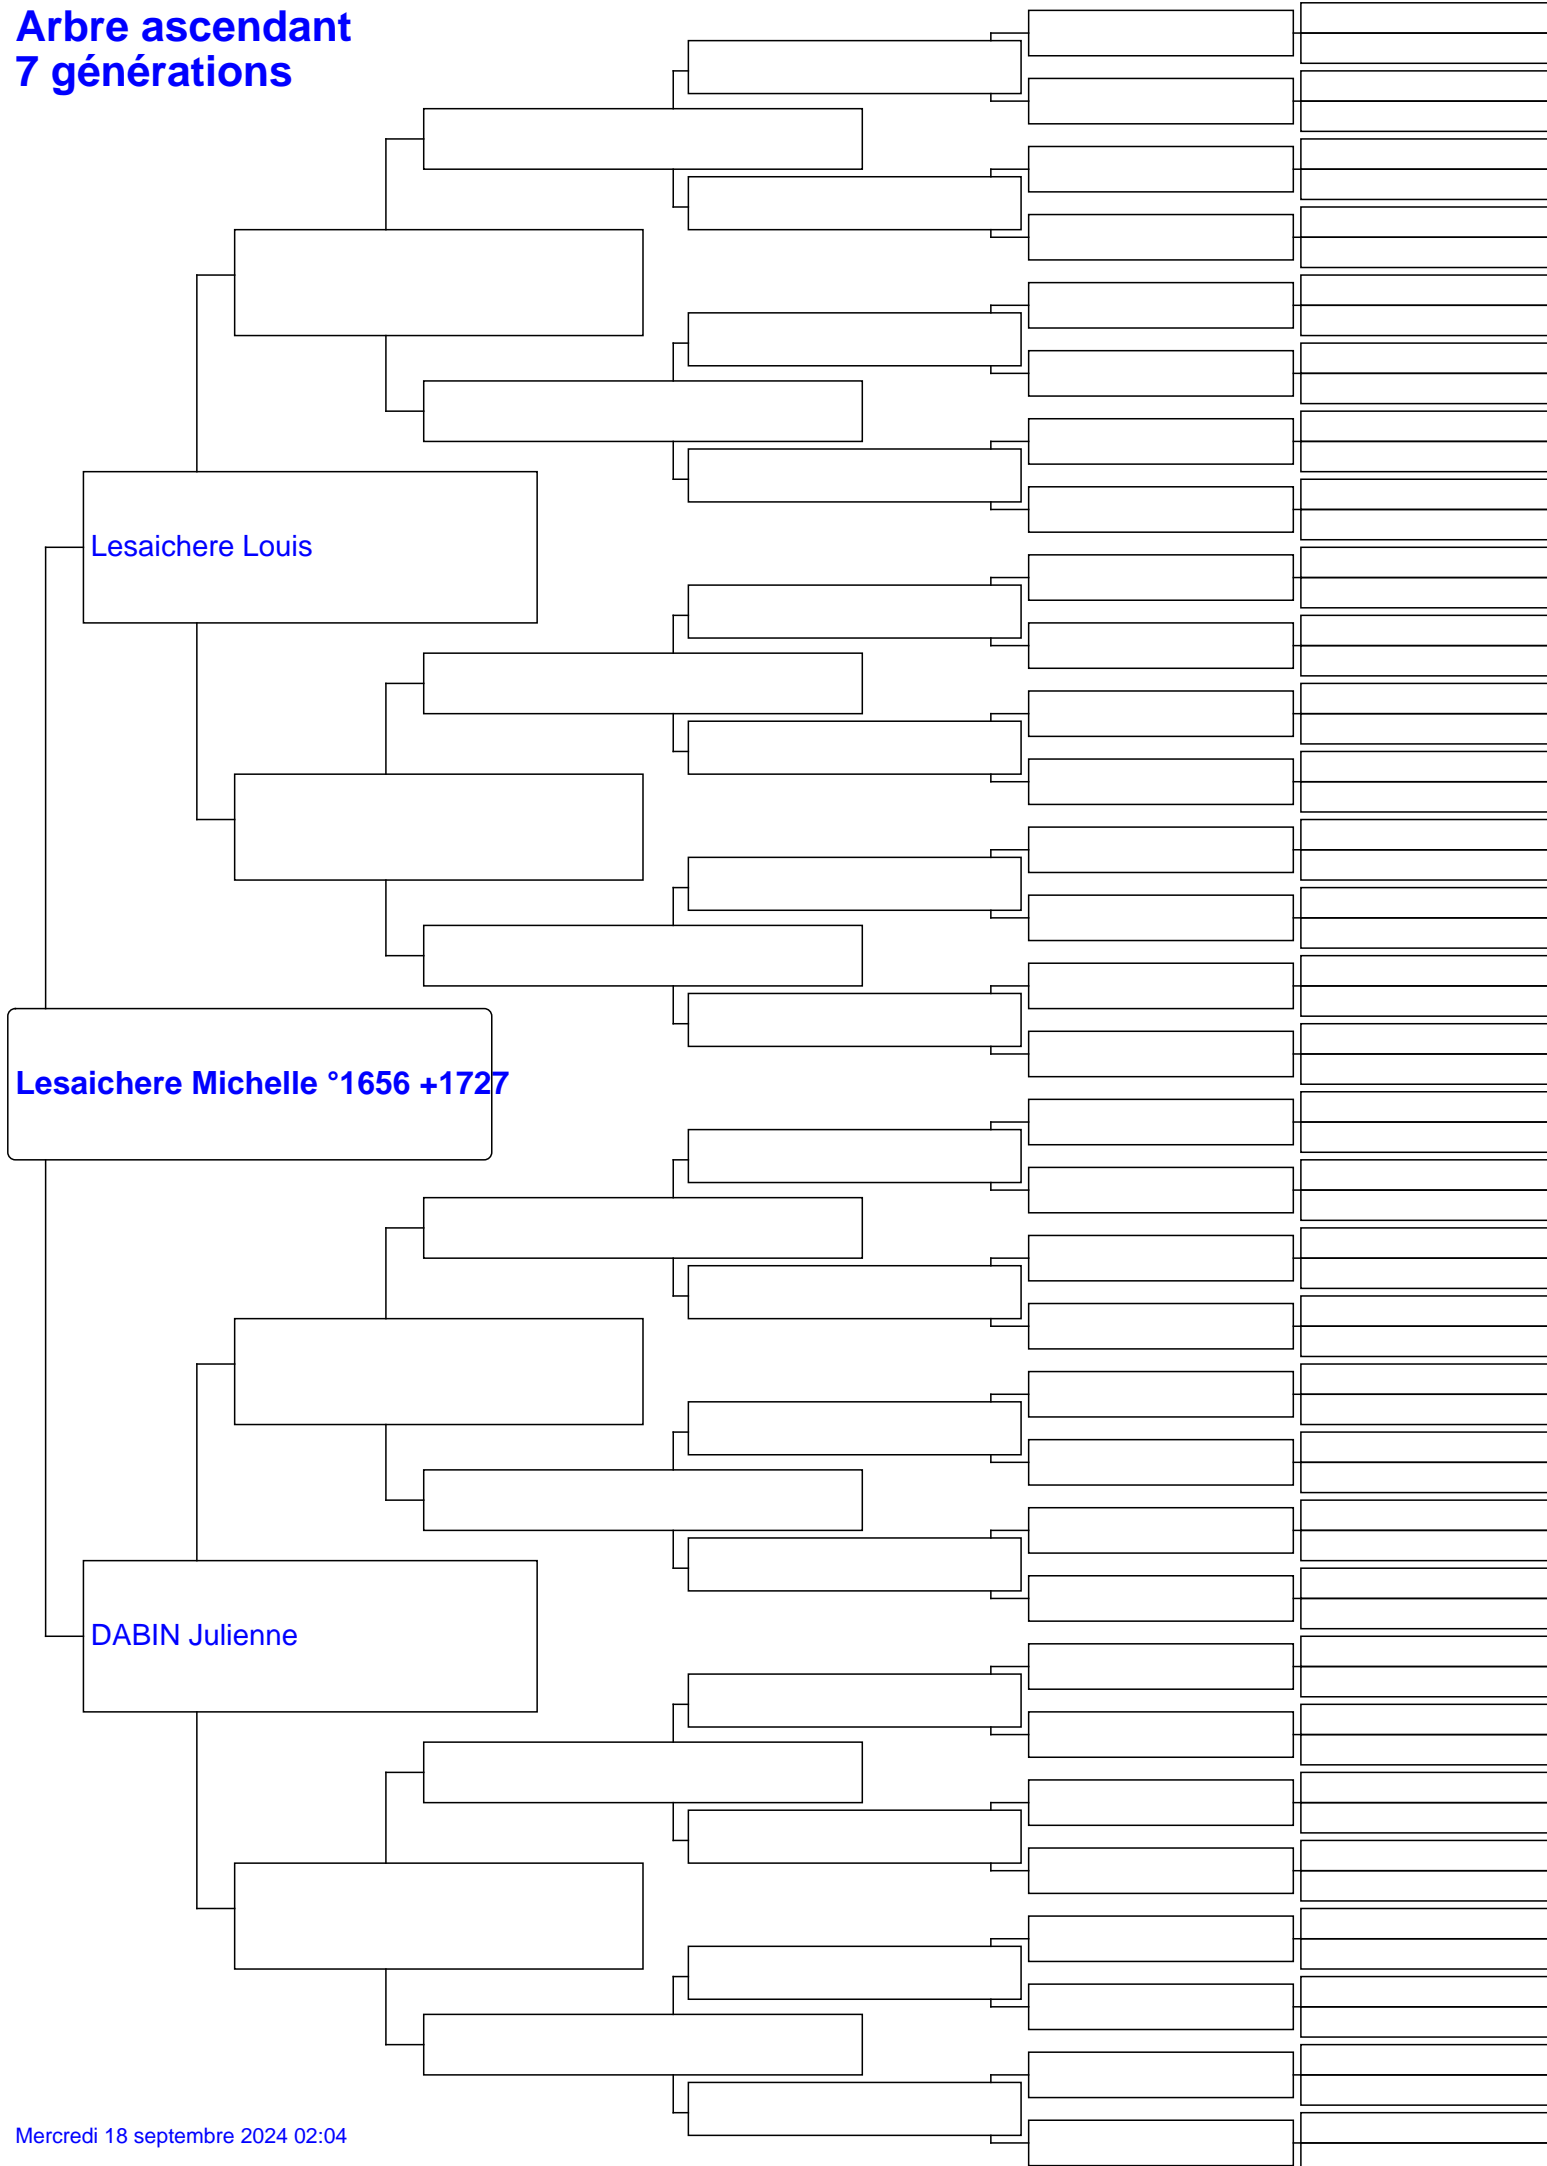 Arbre ascendant
7 générations
Lesaichere Louis
Lesaichere Michelle °1656 +1727
DABIN Julienne
Mercredi 18 septembre 2024 02:04